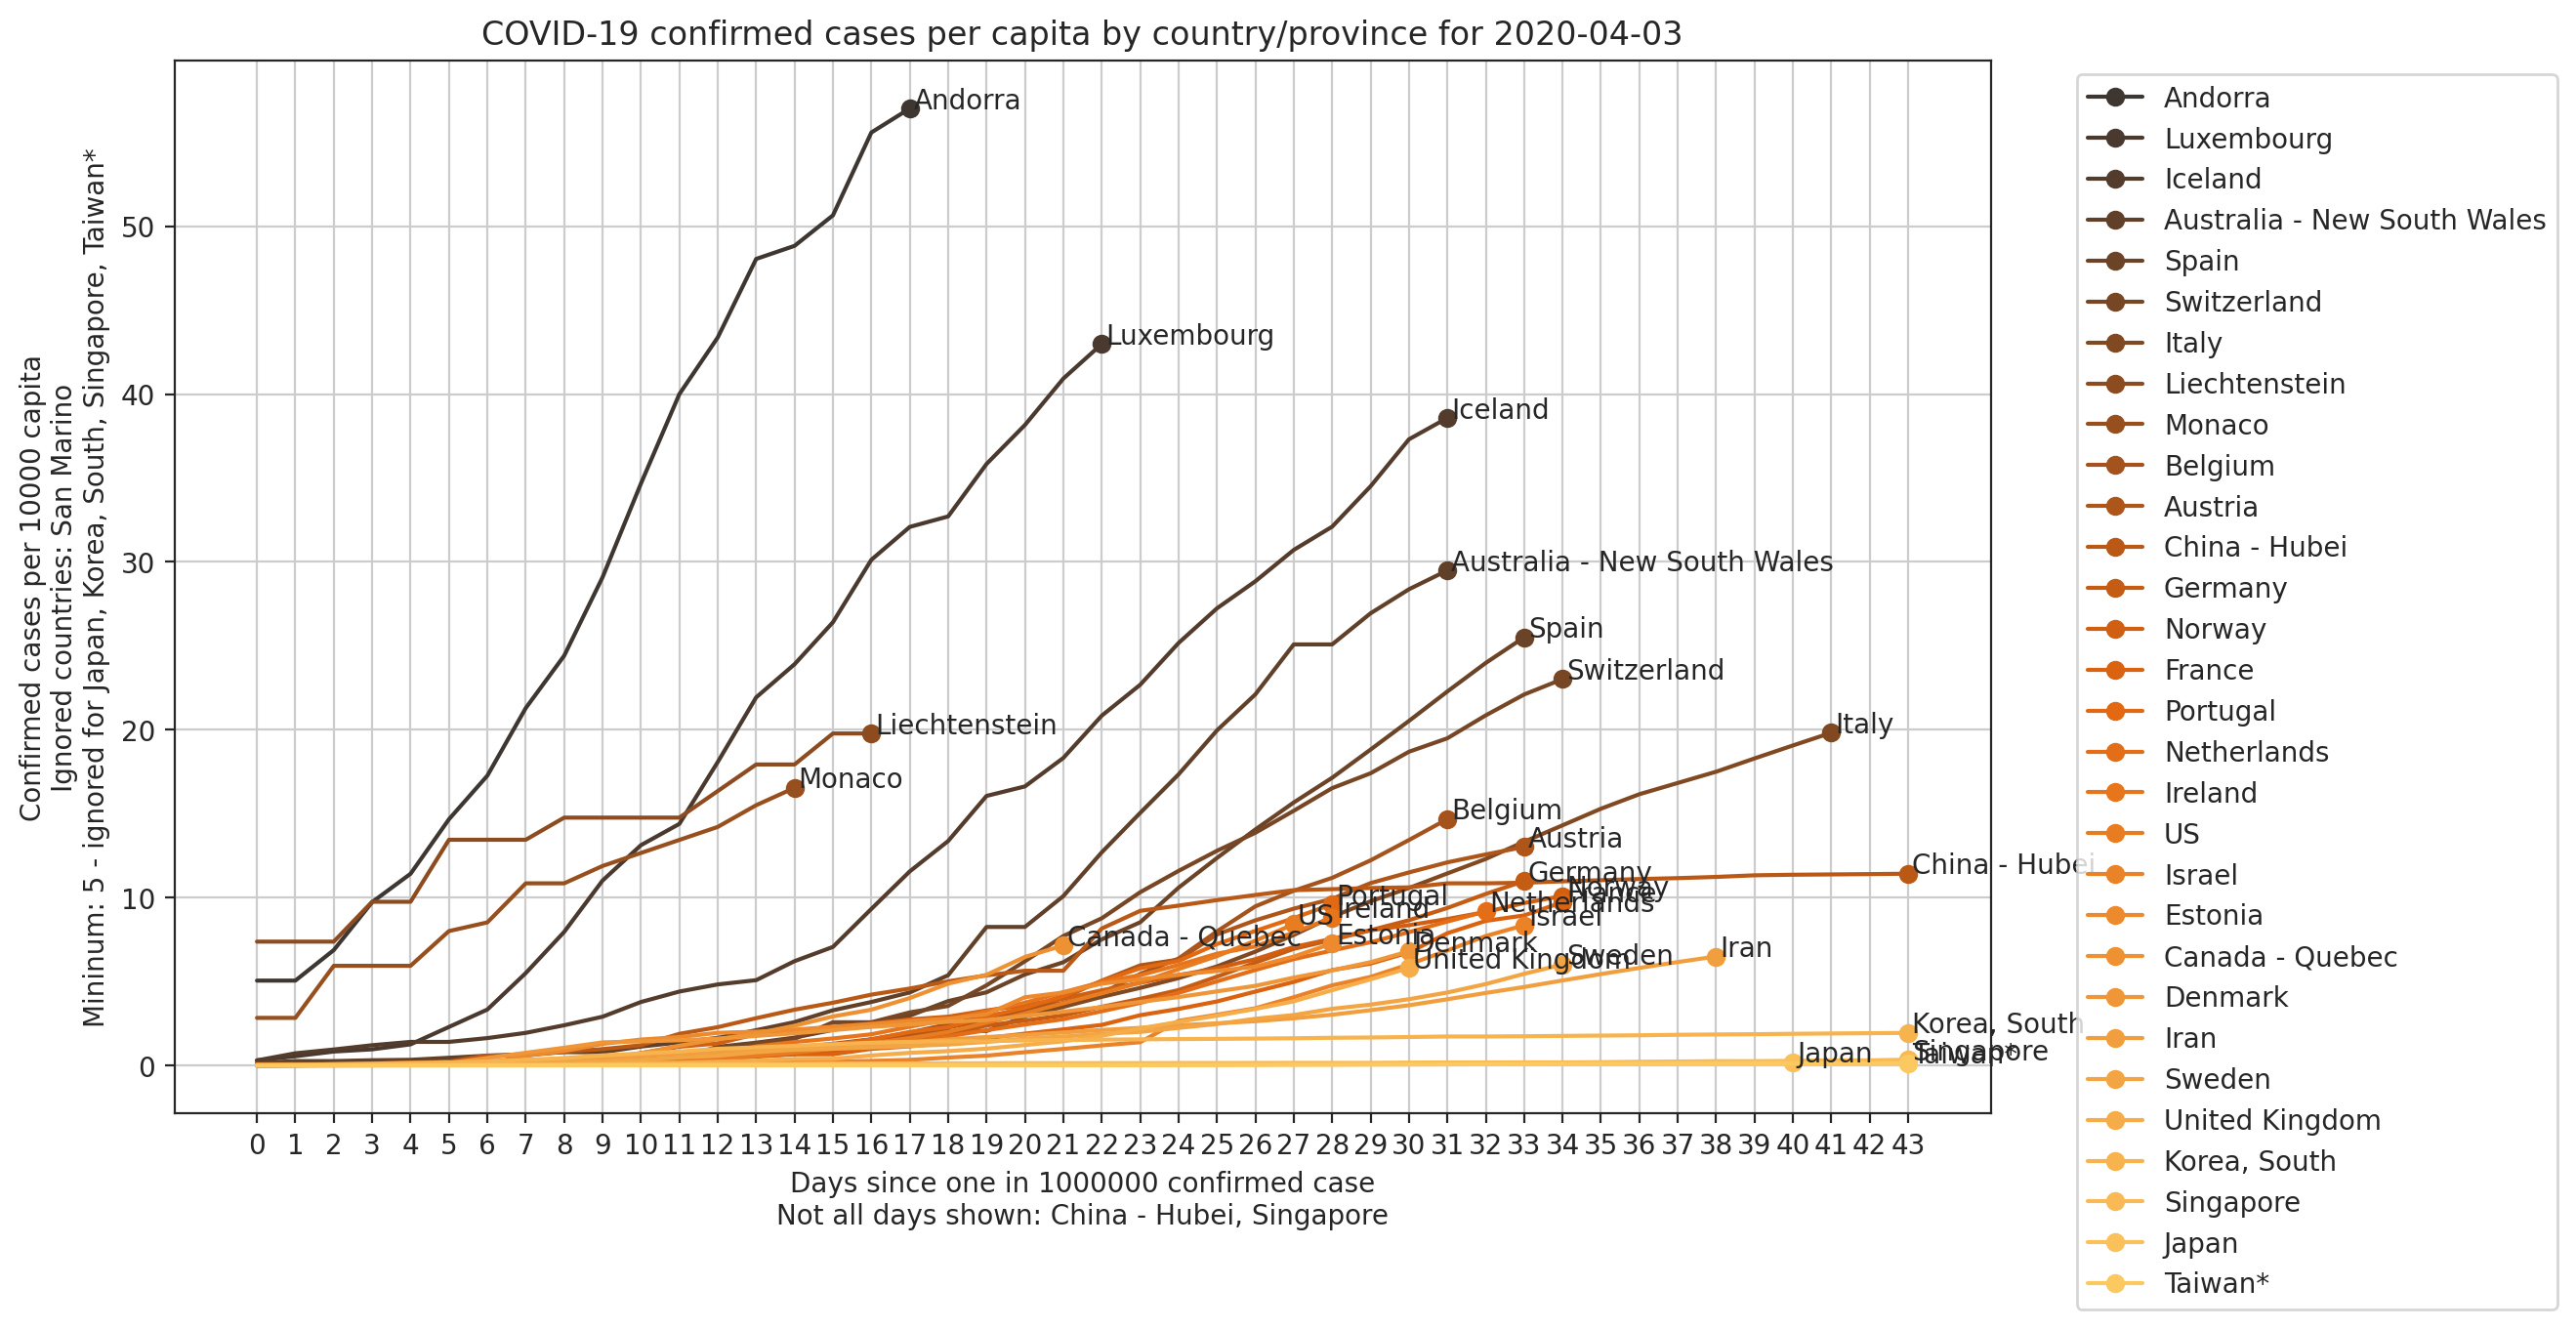 COVID-19 confirmed cases per capita by country/province for 2020-04-03
Confirmed cases per 10000 capita
Ignored countries: San Marino
Mininum: 5 - ignored for Japan, Korea, South, Singapore, Taiwan*
50
40
30
20
10
0
Andorra
Luxembourg
Iceland
Australia - New South Wales
Spain
Switzerland
Liechtenstein
Italy
Monaco
Belgium
Austria
China - Hubei
Germany
Norway
France
Portugal
Netherlands
Ireland
US
Israel
Estonia
Canada - Quebec
Denmark
Iran
Sweden
United Kingdom
Korea, South
Singapore
Japan
Taiwan*
0 1 2 3 4 5 6 7 8 9 10 11 12 13 14 15 16 17 18 19 20 21 22 23 24 25 26 27 28 29 30 31 32 33 34 35 36 37 38 39 40 41 42 43
Days since one in 1000000 confirmed case
Not all days shown: China - Hubei, Singapore
Andorra
Luxembourg
Iceland
Australia - New South Wales
Spain
Switzerland
Italy
Liechtenstein
Monaco
Belgium
Austria
China - Hubei
Germany
Norway
France
Portugal
Netherlands
Ireland
US
Israel
Estonia
Canada - Quebec
Denmark
Iran
Sweden
United Kingdom
Korea, South
Singapore
Japan
Taiwan*